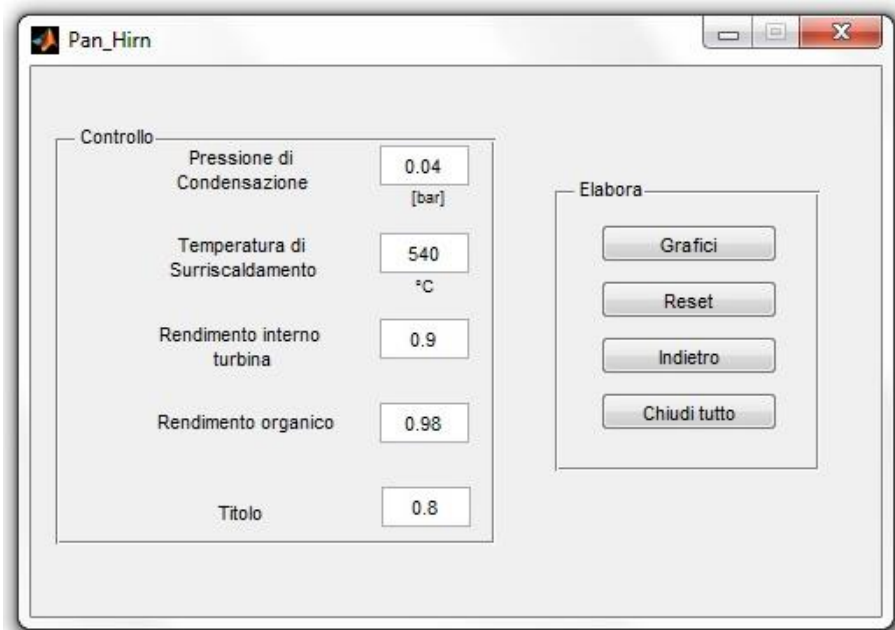 Pan_Hirn
Controllo
Pressione di
Condensazione
0.04
[bar]
Temperatura di
Surriscaldamento
540
°C
Rendimento interno
turbina
0.9
Rendimento organico
0.98
Titolo
0.8
Elabora
Grafici
Reset
Indietro
Chiudi tutto